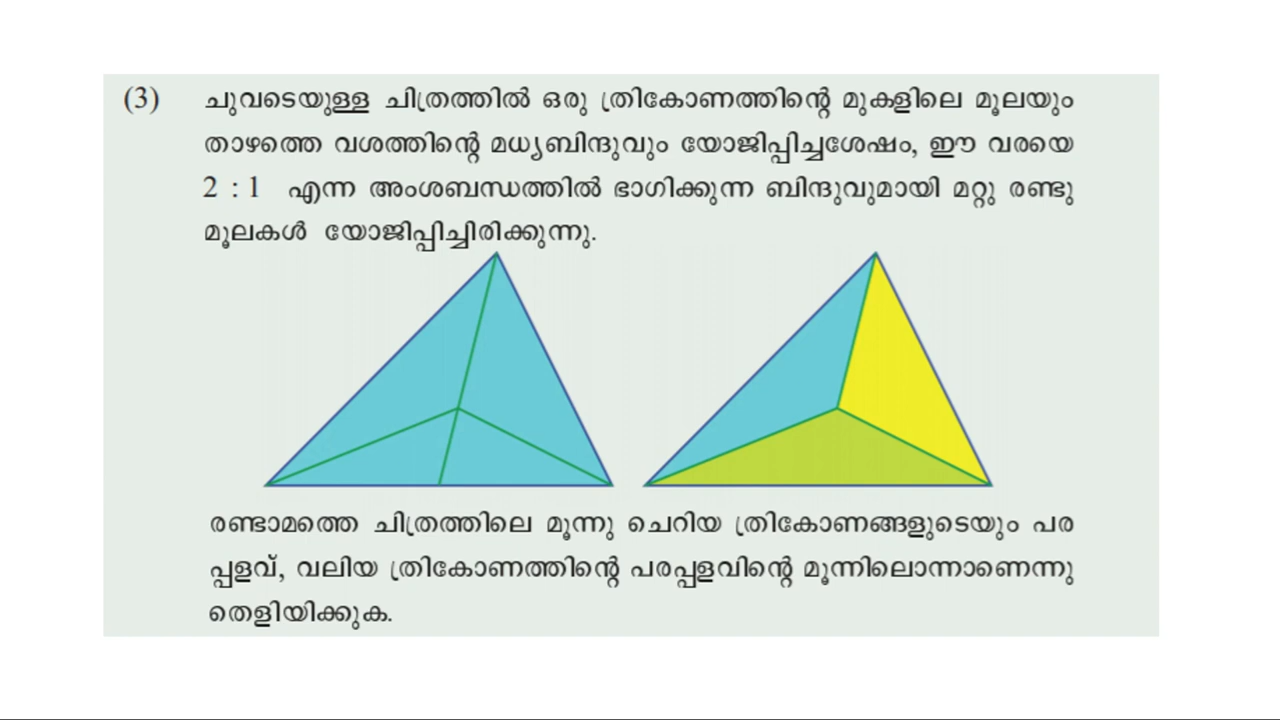 (3) ചുവടെയുള്ള ചിത്രത്തിൽ ഒരു ത്രികോണത്തിന്റെ മുകളിലെ മൂലയും
താഴത്തെ വശത്തിന്റെ മധ്യബിന്ദുവും യോജിപ്പിച്ചശേഷം, ഈ വരയെ
2 : 1 എന്ന അംശബന്ധത്തിൽ ഭാഗിക്കുന്ന ബിന്ദുവുമായി മറ്റു രണ്ടു
മൂലകൾ യോജിപ്പിച്ചിരിക്കുന്നു.
രണ്ടാമത്തെ ചിത്രത്തിലെ മൂന്നു ചെറിയ ത്രികോണങ്ങളുടെയും പര
പ്പളവ്, വലിയ ത്രികോണത്തിന്റെ പരപ്പളവിന്റെ മൂന്നിലൊന്നാണെന്നു
തെളിയിക്കുക.